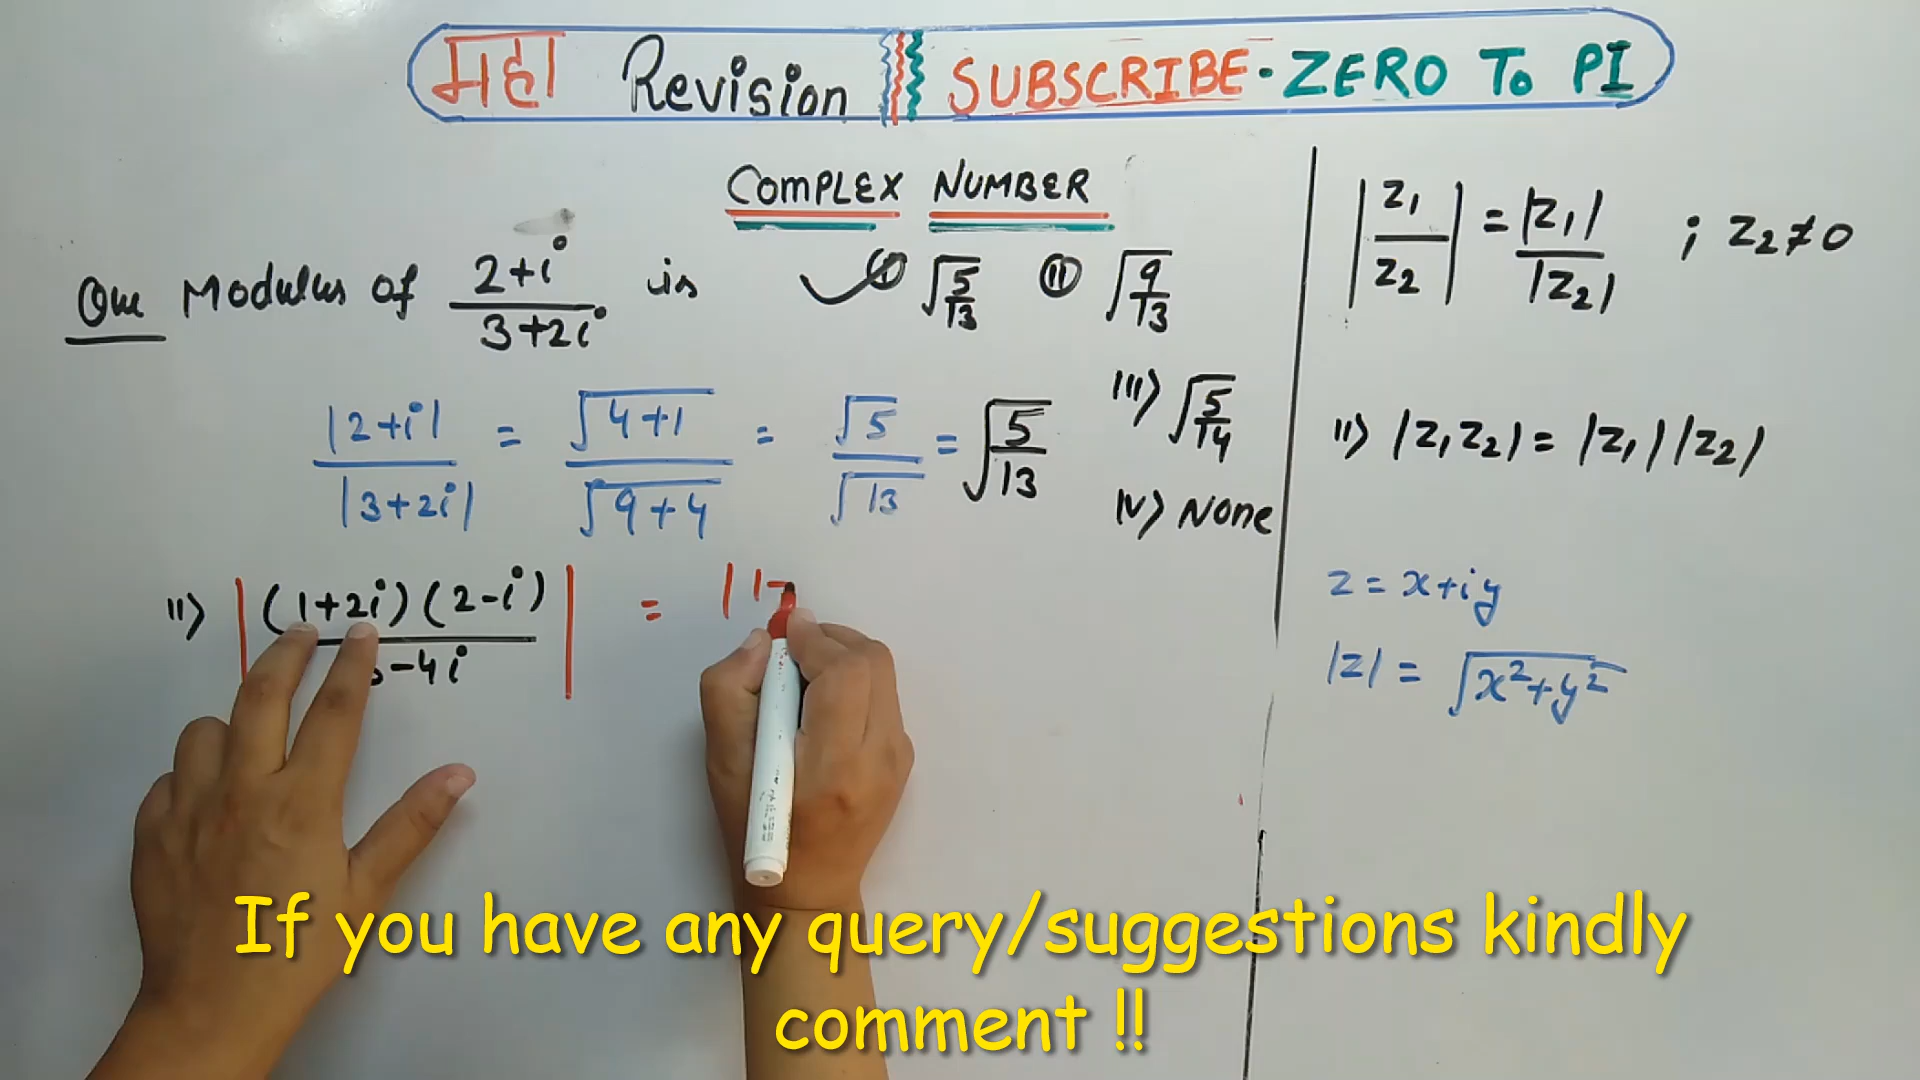 महा Revision SUBSCRIBE - ZERO TO PI
COMPLEX NUMBER
Que Modulus of (2+i)/(3+2i) is (i) √(5/13) (ii) √(9/13)
iii) √(5/14)
iv) None
|2+i|/|3+2i| = √(4+1)/√(9+4) = √5/√13 = √(5/13)
ii) |(1+2i)(2-i)/ -4i| = |1
|z₁/z₂| = |z₁|/|z₂| ; z₂≠0
ii) |z₁z₂| = |z₁||z₂|
z = x+iy
|z| = √(x²+y²)
If you have any query/suggestions kindly
comment !!